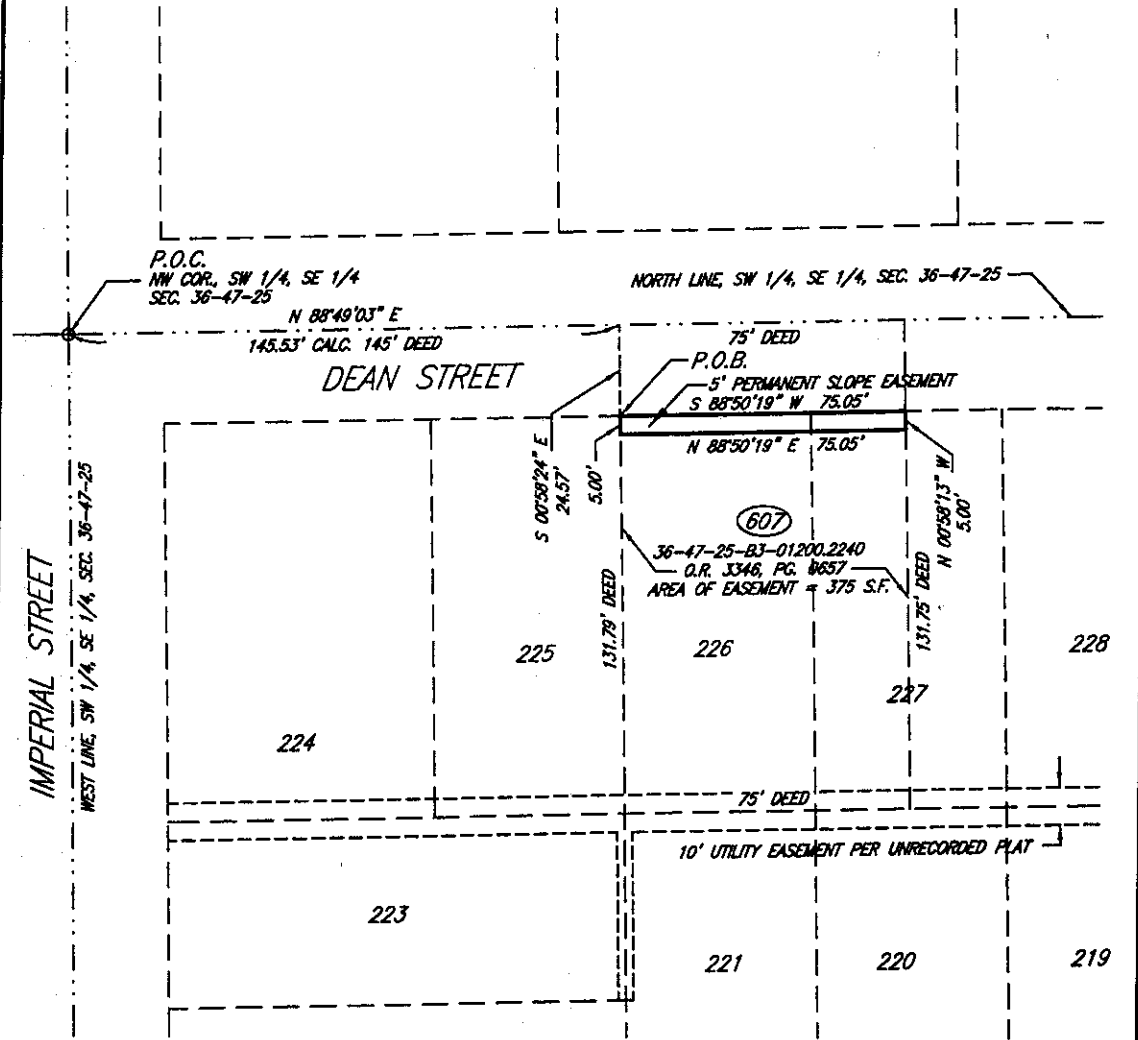 P.O.C.
NW COR., SW 1/4, SE 1/4
SEC. 36-47-25
NORTH LINE, SW 1/4, SE 1/4, SEC. 36-47-25
N 88°49'03" E
145.53' CALC. 145' DEED
75' DEED
DEAN STREET
P.O.B.
5' PERMANENT SLOPE EASEMENT
S 88°50'19" W 75.05'
N 88°50'19" E 75.05'
S 00°58'24" E
24.57'
5.00'
N 00°58'13" W
5.00'
607
36-47-25-B3-01200.2240
O.R. 3346, PG. 0657
AREA OF EASEMENT = 375 S.F.
131.79' DEED
131.75' DEED
IMPERIAL STREET
WEST LINE, SW 1/4, SE 1/4, SEC. 36-47-25
225
226
228
227
224
75' DEED
10' UTILITY EASEMENT PER UNRECORDED PLAT
223
221
220
219